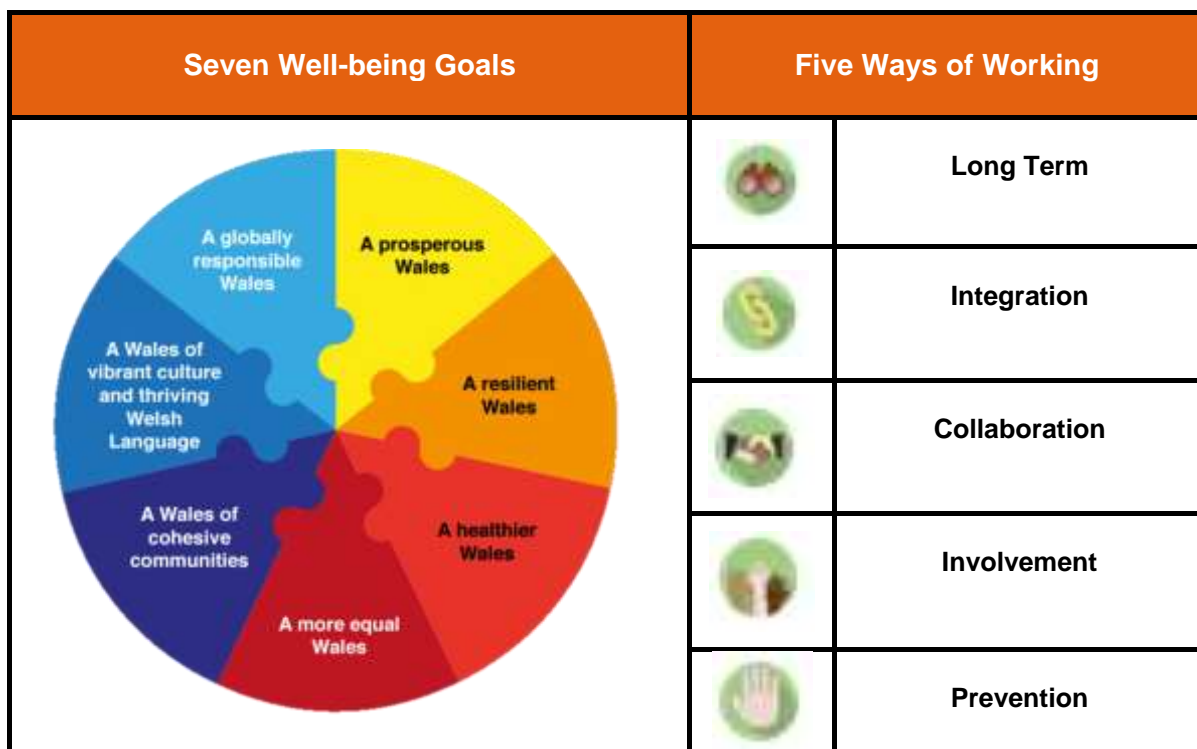 Seven Well-being Goals
Five Ways of Working
A globally
responsible
Wales
A prosperous
Wales
A Wales of
vibrant culture
and thriving
Welsh
Language
A resilient
Wales
A Wales of
cohesive
communities
A healthier
Wales
A more equal
Wales
Long Term
Integration
Collaboration
Involvement
Prevention